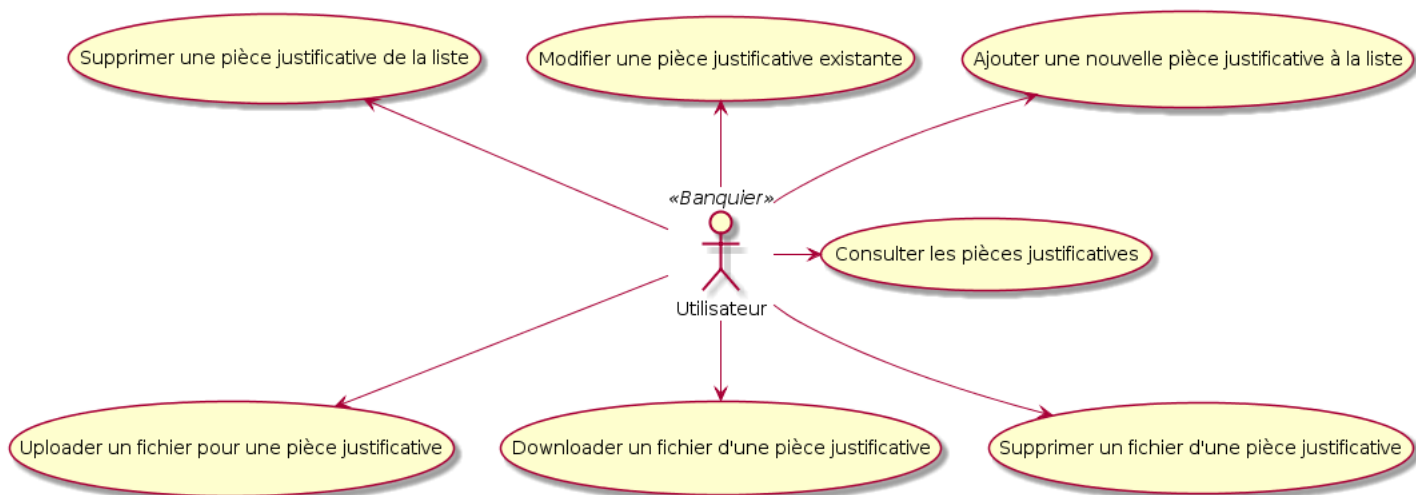 Supprimer une pièce justificative de la liste
Modifier une pièce justificative existante
Ajouter une nouvelle pièce justificative à la liste
«Banquier»
Consulter les pièces justificatives
Utilisateur
Uploader un fichier pour une pièce justificative
Downloader un fichier d'une pièce justificative
Supprimer un fichier d'une pièce justificative